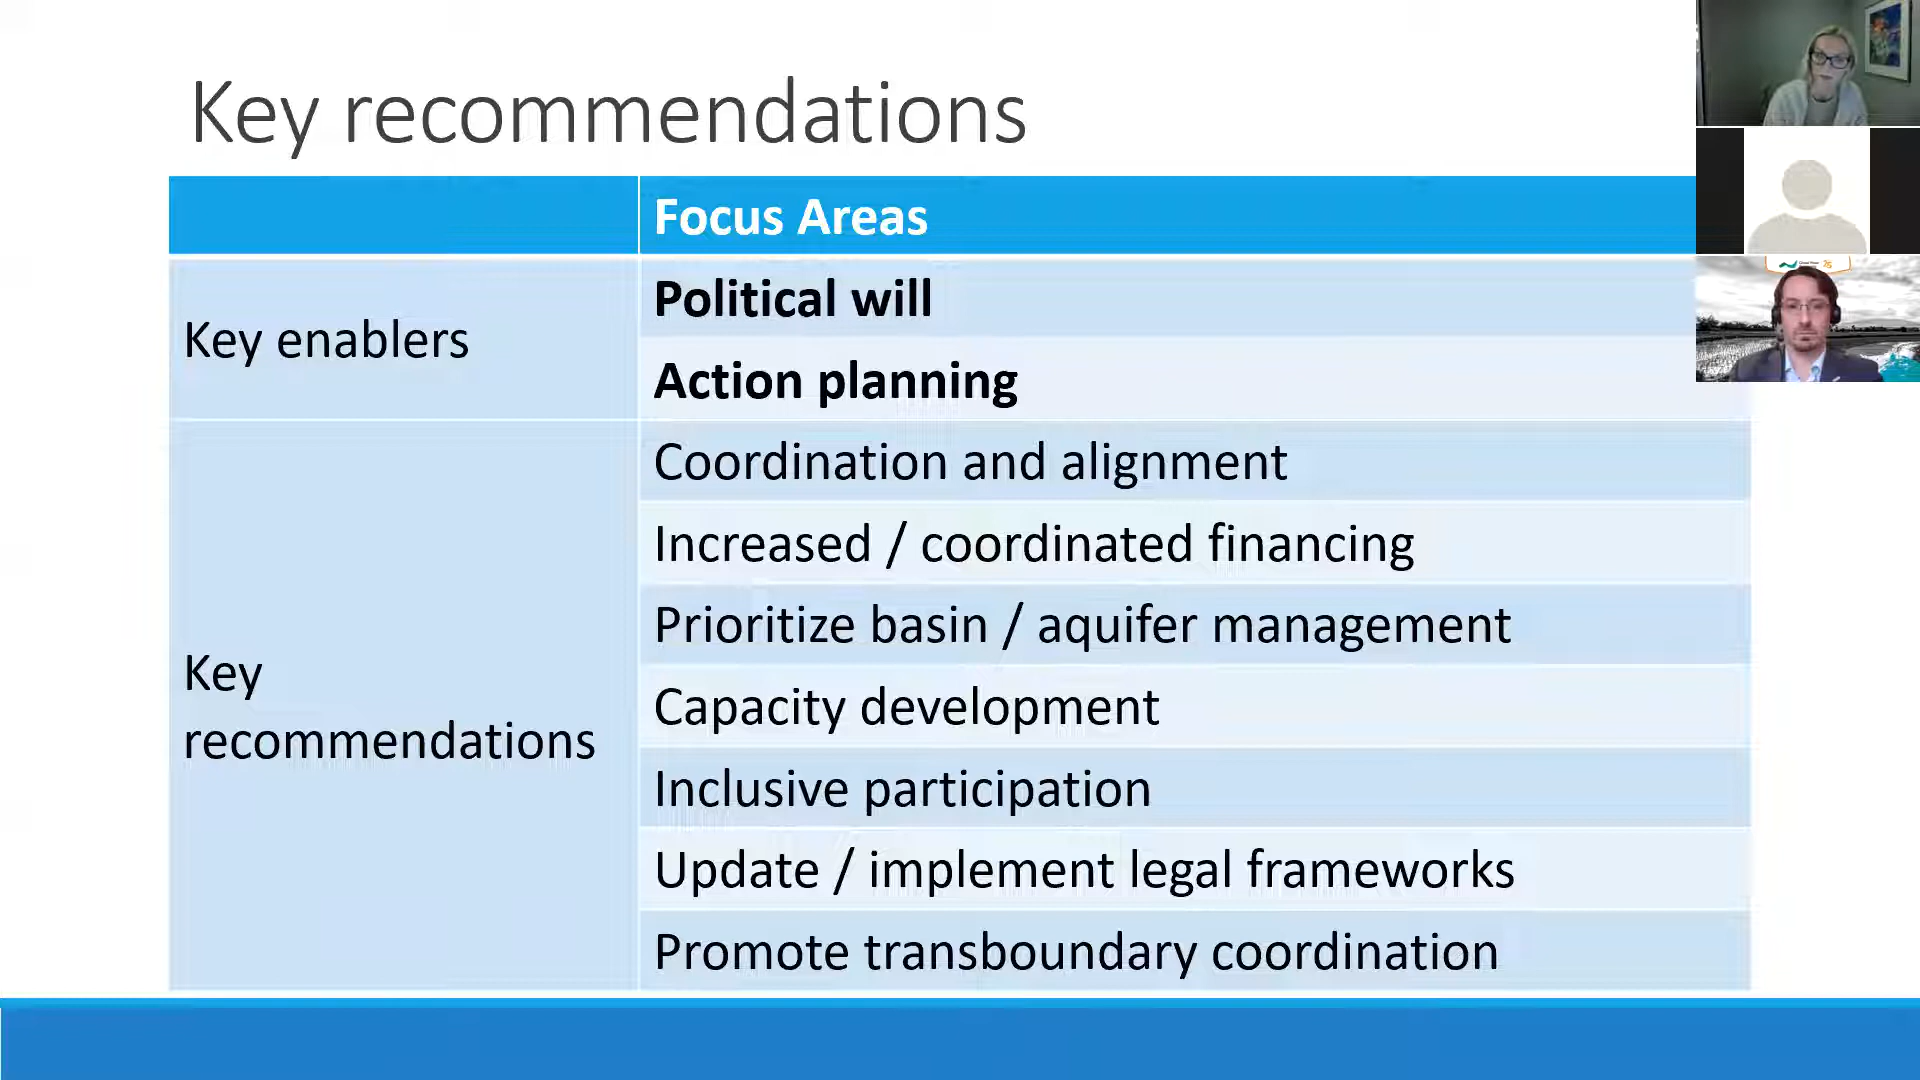 Key recommendations
Focus Areas
Key enablers
Political will
Action planning
Key
recommendations
Coordination and alignment
Increased / coordinated financing
Prioritize basin / aquifer management
Capacity development
Inclusive participation
Update / implement legal frameworks
Promote transboundary coordination